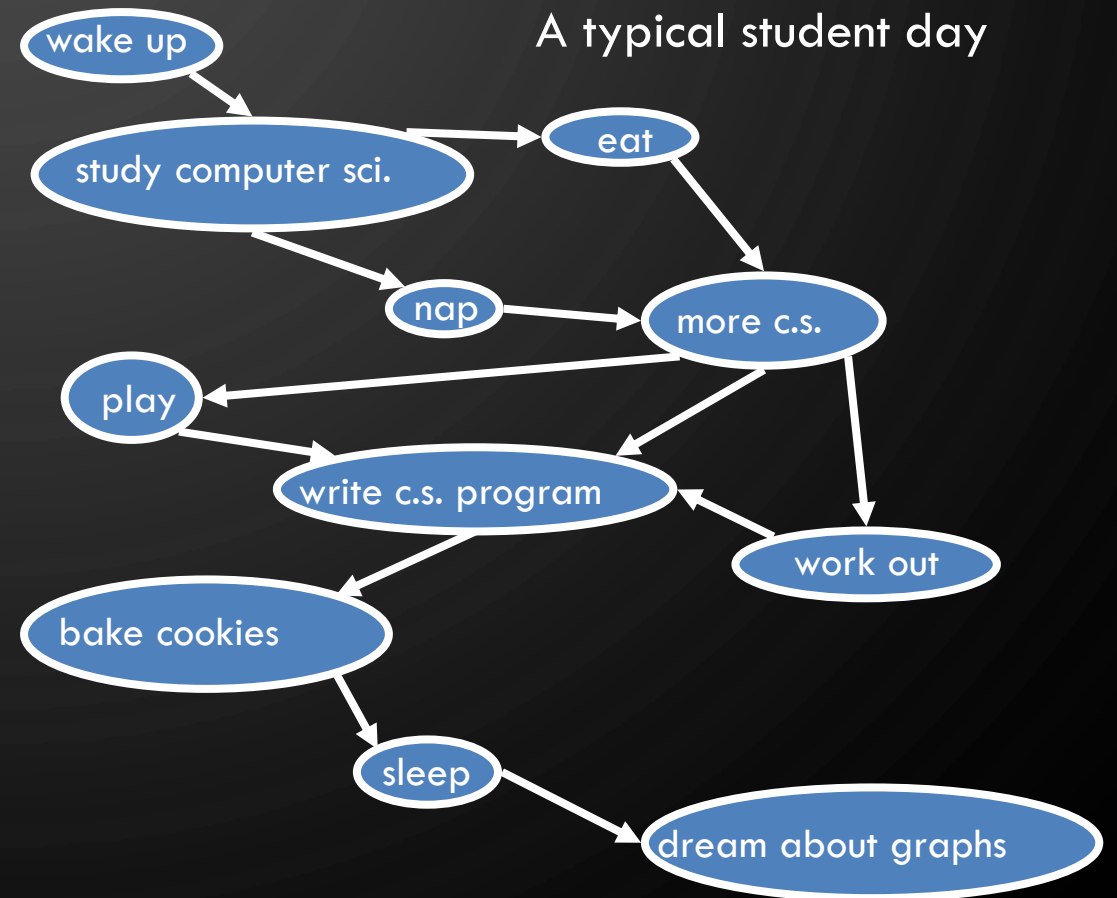 A typical student day
wake up
study computer sci.
eat
nap
more c.s.
play
write c.s. program
work out
bake cookies
sleep
dream about graphs